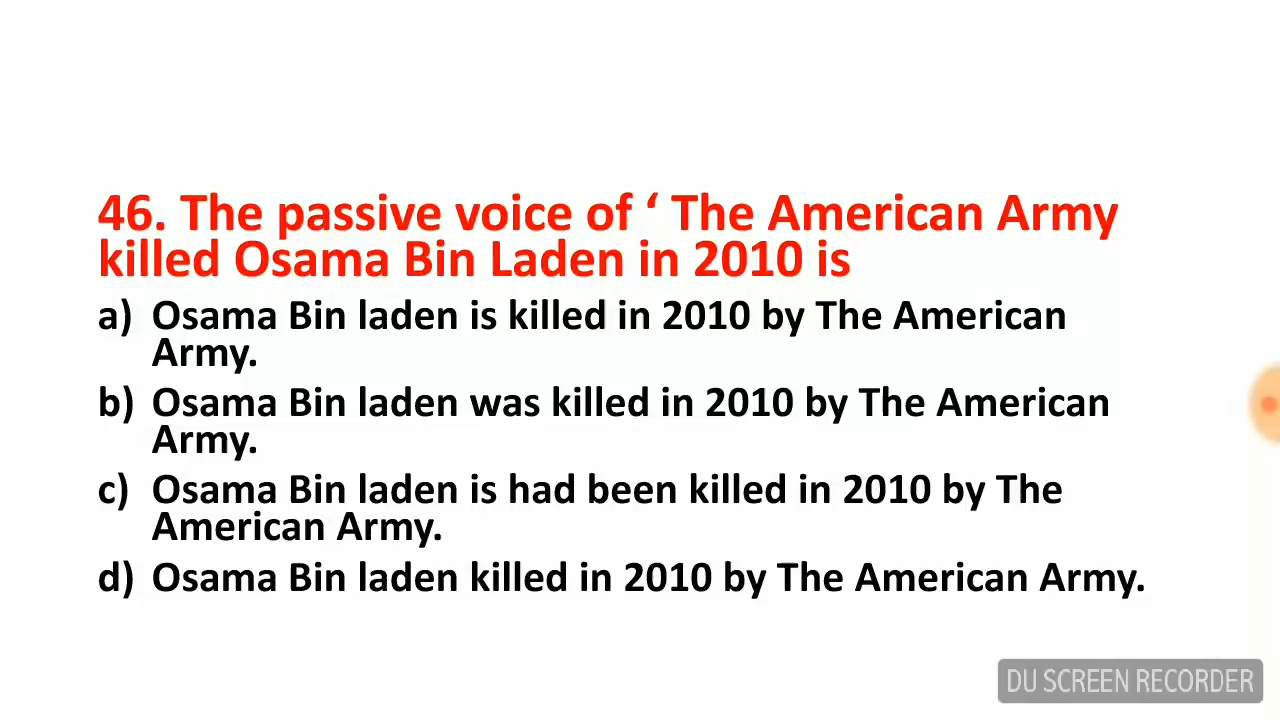 46. The passive voice of ‘ The American Army
killed Osama Bin Laden in 2010 is
a) Osama Bin laden is killed in 2010 by The American
Army.
b) Osama Bin laden was killed in 2010 by The American
Army.
c) Osama Bin laden is had been killed in 2010 by The
American Army.
d) Osama Bin laden killed in 2010 by The American Army.
DU SCREEN RECORDER